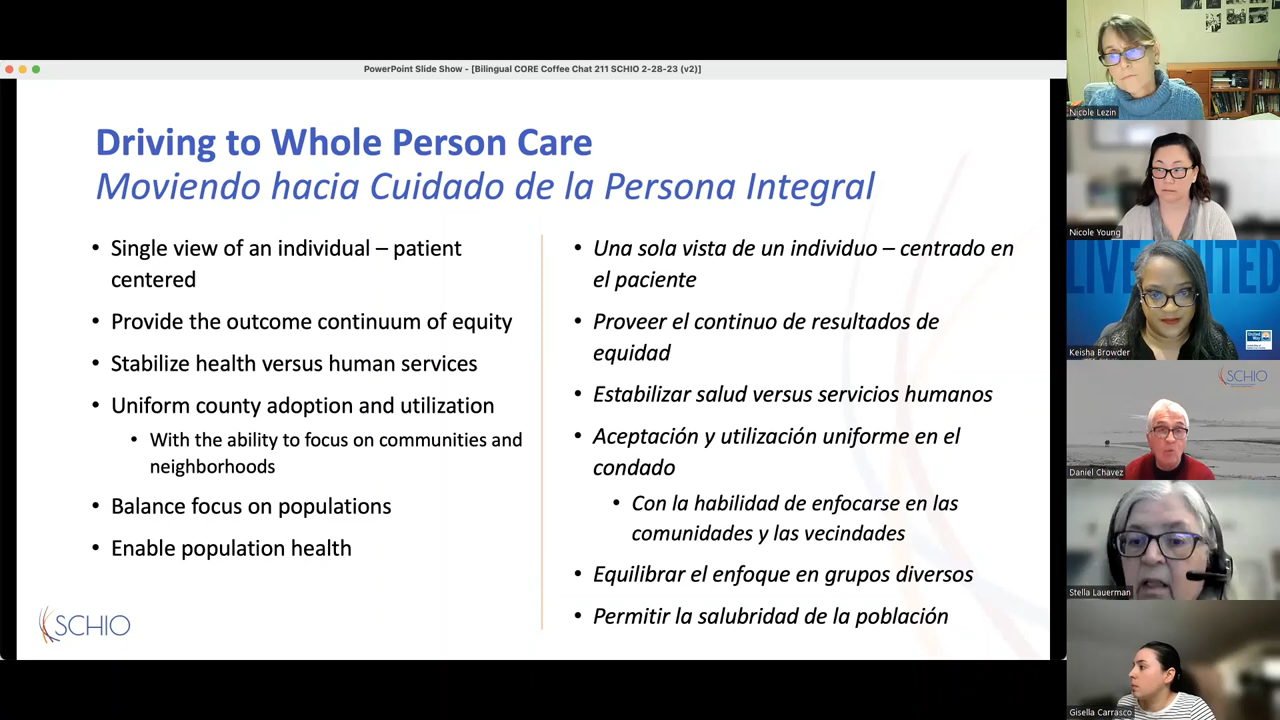 PowerPoint Slide Show - [Bilingual CORE Coffee Chat 211 SCHIO 2-28-23 (v2)]
Driving to Whole Person Care
Moviendo hacia Cuidado de la Persona Integral
• Single view of an individual – patient
centered
• Provide the outcome continuum of equity
• Stabilize health versus human services
• Uniform county adoption and utilization
• With the ability to focus on communities and
neighborhoods
• Balance focus on populations
• Enable population health
• Una sola vista de un individuo – centrado en
el paciente
• Proveer el continuo de resultados de
equidad
• Estabilizar salud versus servicios humanos
• Aceptación y utilización uniforme en el
condado
• Con la habilidad de enfocarse en las
comunidades y las vecindades
• Equilibrar el enfoque en grupos diversos
• Permitir la salubridad de la población
SCHIO
Nicole Lezin
Nicole Young
LIVE UNITED
United
Way
Keisha Browder
SCHIO
Daniel Chavez
Stella Lauerman
Gisella Carrasco